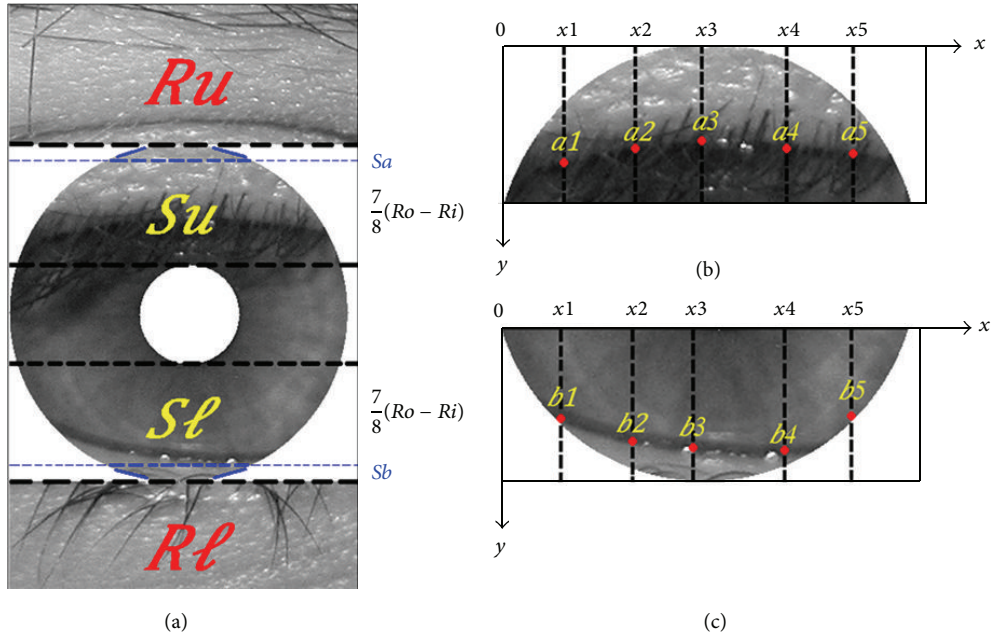 Ru
Sa
Su
7/8 (Ro − Ri)
Sℓ
7/8 (Ro − Ri)
Sb
Rℓ
(a)
0 x1 x2 x3 x4 x5 x
a1 a2 a3 a4 a5
y
(b)
0 x1 x2 x3 x4 x5 x
b1 b2 b3 b4 b5
y
(c)